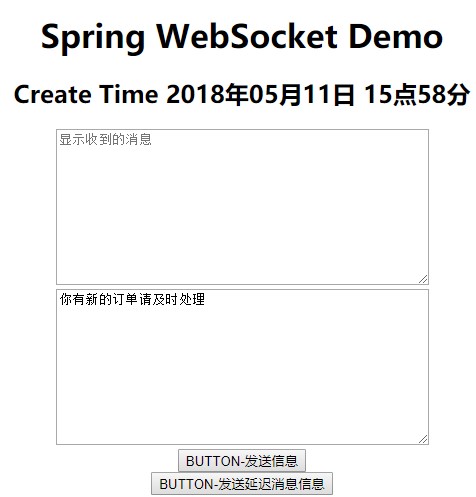 Spring WebSocket Demo
Create Time 2018年05月11日 15点58分
显示收到的消息
你有新的订单请及时处理
BUTTON-发送信息
BUTTON-发送延迟消息信息